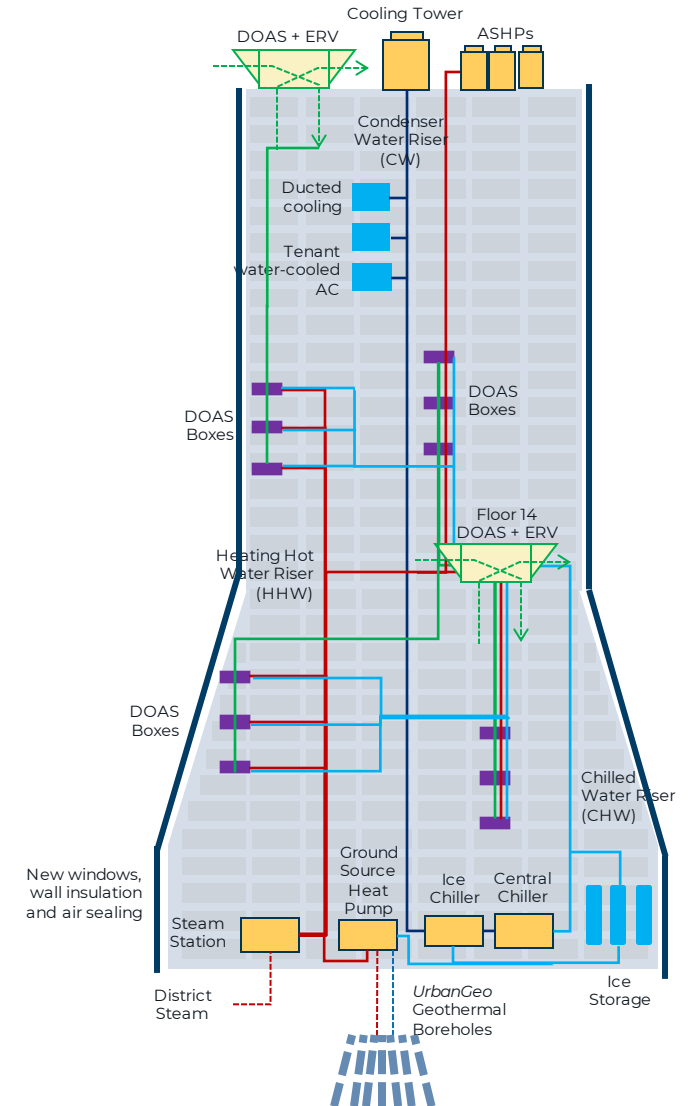 Cooling Tower
DOAS + ERV
ASHPs
Condenser
Water Riser
(CW)
Ducted
cooling
Tenant
water-cooled
AC
DOAS
Boxes
DOAS
Boxes
Floor 14
DOAS + ERV
Heating Hot
Water Riser
(HHW)
DOAS
Boxes
Chilled
Water Riser
(CHW)
New windows,
wall insulation
and air sealing
Ground
Source
Heat
Pump
Ice
Chiller
Central
Chiller
Steam
Station
District
Steam
UrbanGeo
Geothermal
Boreholes
Ice
Storage